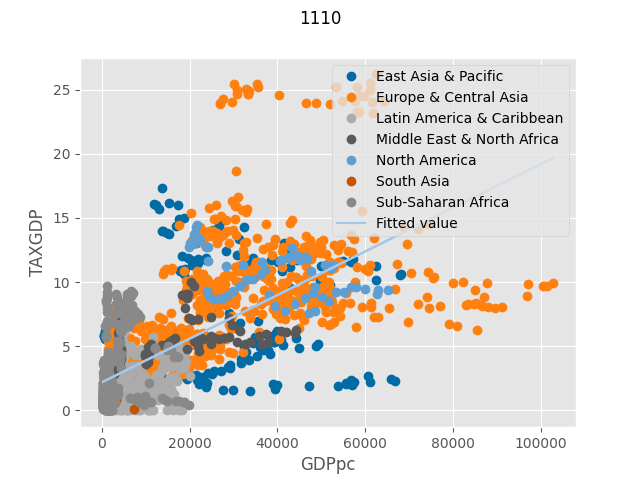 1110
25
20
15
10
5
0
TAXGDP
East Asia & Pacific
Europe & Central Asia
Latin America & Caribbean
Middle East & North Africa
North America
South Asia
Sub-Saharan Africa
Fitted value
0
20000
40000
60000
80000
100000
GDPpc